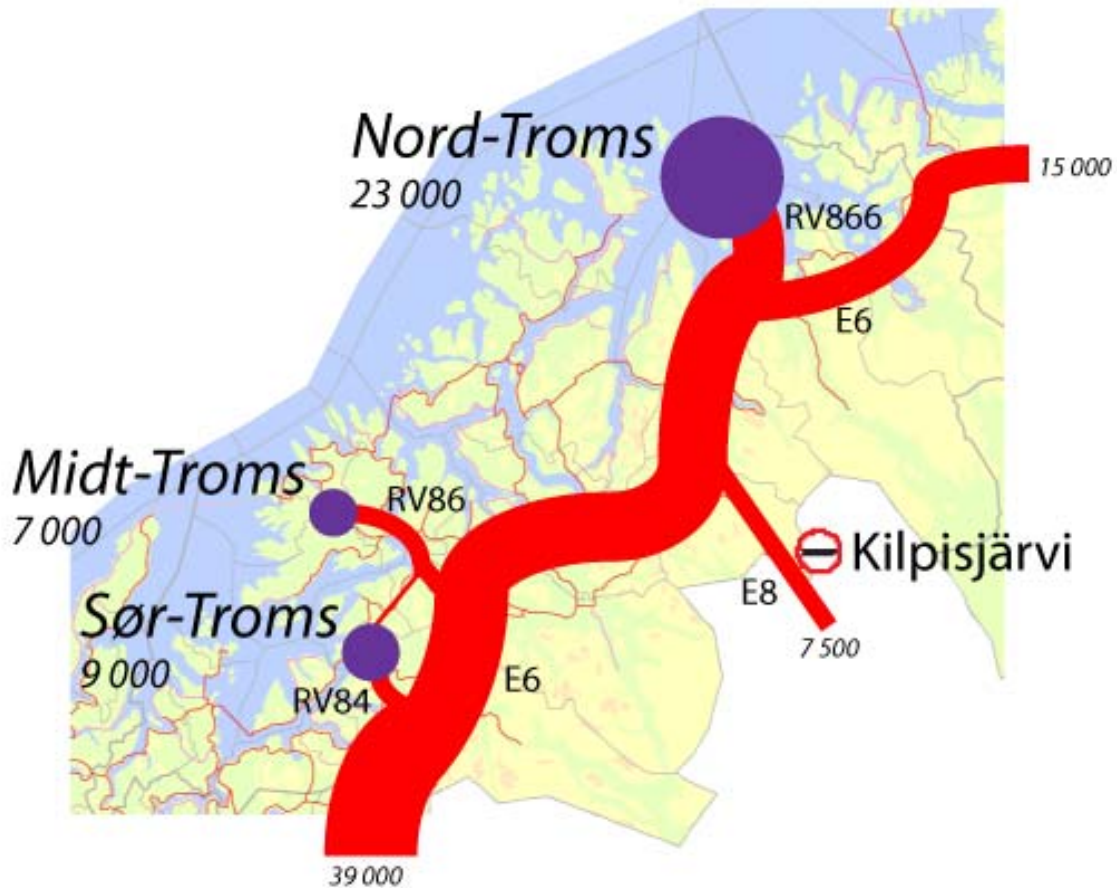 Nord-Troms
23 000
15 000
RV866
E6
Midt-Troms
7 000
RV86
Kilpisjärvi
E8
7 500
Sør-Troms
9 000
RV84
E6
39 000